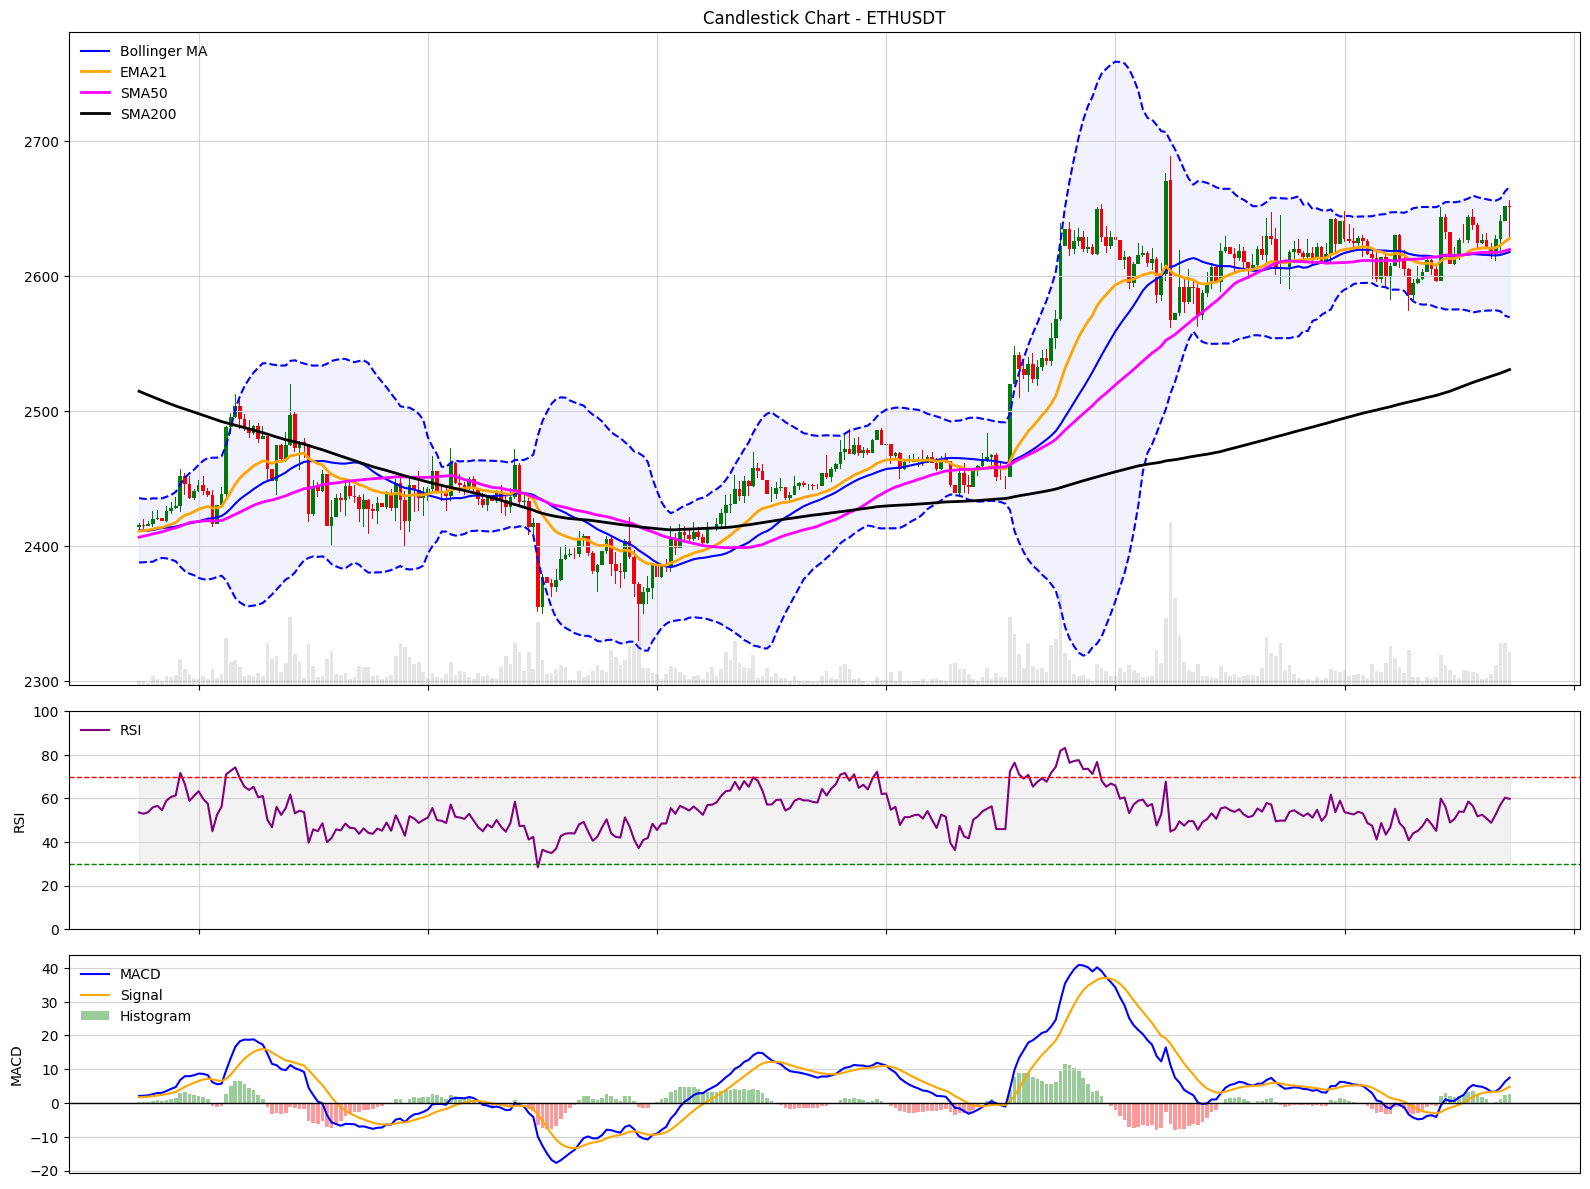 Candlestick Chart - ETHUSDT
Bollinger MA
EMA21
SMA50
SMA200
2700
2600
2500
2400
2300
RSI
100
80
60
40
20
0
RSI
MACD
Signal
Histogram
40
30
20
10
0
−10
−20
MACD